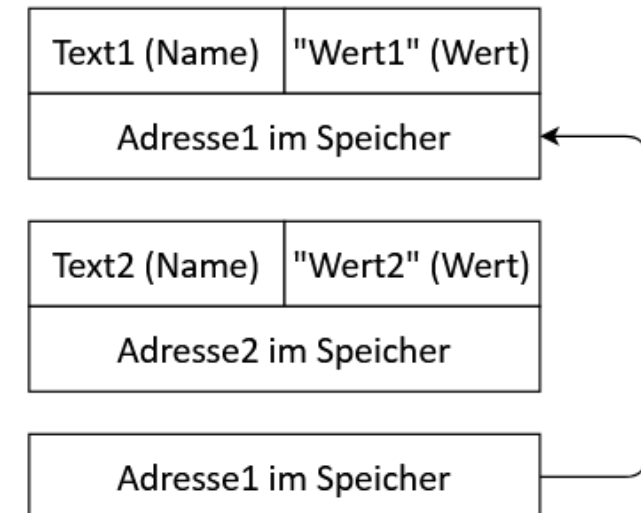 Text1 (Name) "Wert1" (Wert)
Adresse1 im Speicher
Text2 (Name) "Wert2" (Wert)
Adresse2 im Speicher
Adresse1 im Speicher